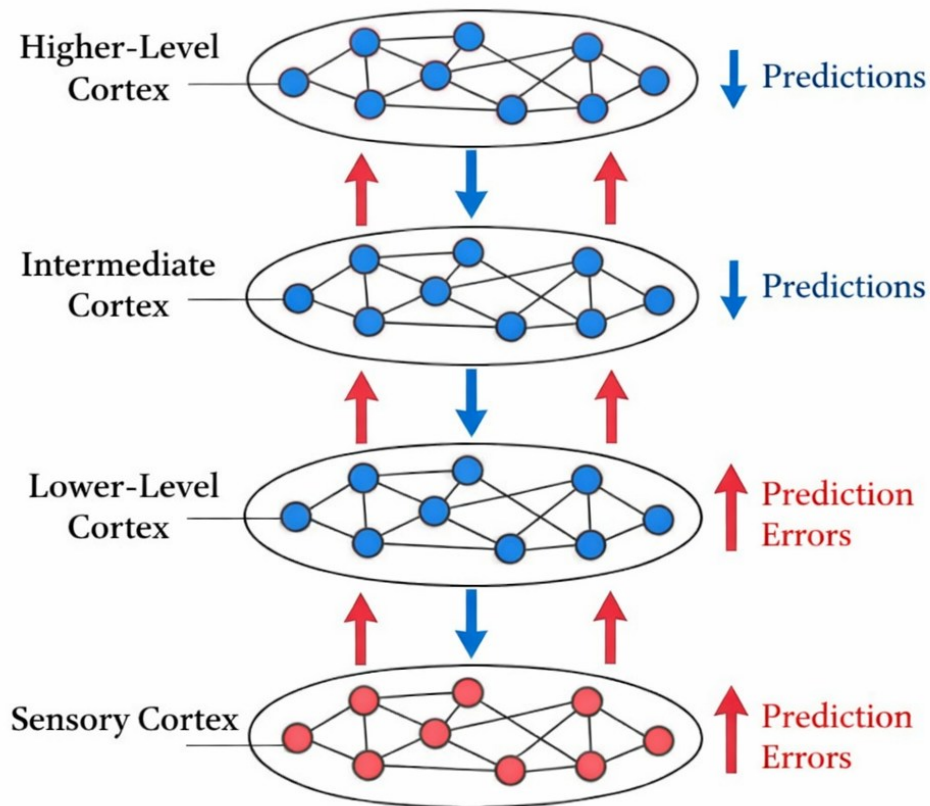 Higher-Level
Cortex
Predictions
Intermediate
Cortex
Predictions
Lower-Level
Cortex
Prediction
Errors
Sensory Cortex
Prediction
Errors